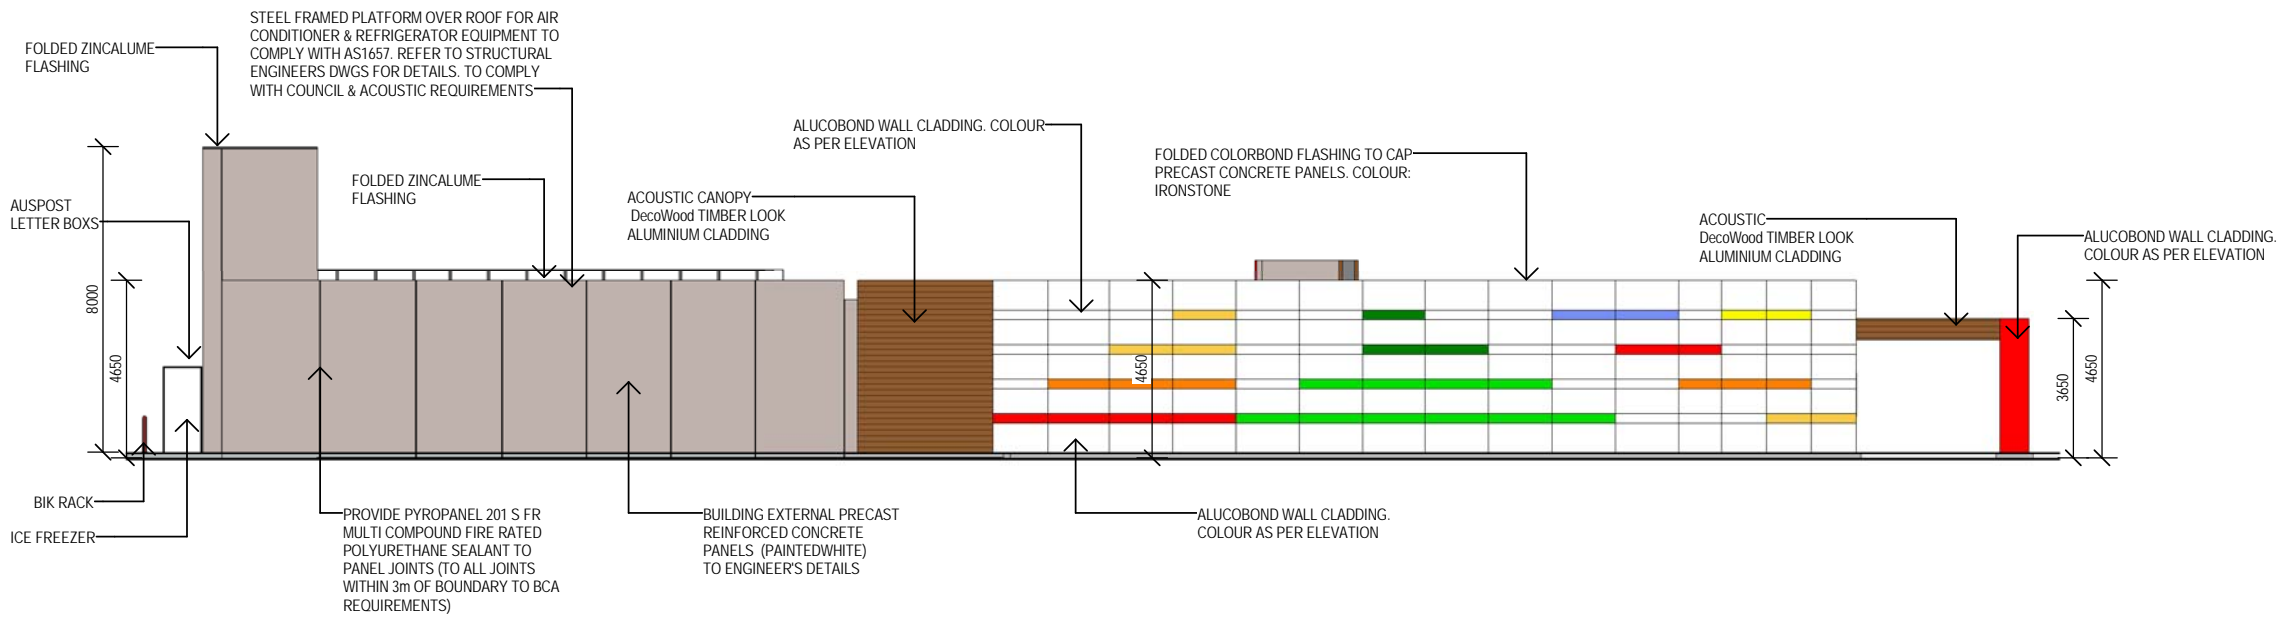 STEEL FRAMED PLATFORM OVER ROOF FOR AIR
CONDITIONER & REFRIGERATOR EQUIPMENT TO
COMPLY WITH AS1657. REFER TO STRUCTURAL
ENGINEERS DWGS FOR DETAILS. TO COMPLY
WITH COUNCIL & ACOUSTIC REQUIREMENTS
FOLDED ZINCALUME
FLASHING
ALUCOBOND WALL CLADDING. COLOUR
AS PER ELEVATION
FOLDED COLORBOND FLASHING TO CAP
PRECAST CONCRETE PANELS. COLOUR:
IRONSTONE
FOLDED ZINCALUME
FLASHING
ACOUSTIC CANOPY
DecoWood TIMBER LOOK
ALUMINIUM CLADDING
AUSPOST
LETTER BOXS
ACOUSTIC
DecoWood TIMBER LOOK
ALUMINIUM CLADDING
ALUCOBOND WALL CLADDING.
COLOUR AS PER ELEVATION
8000
4650
4650
3650
4650
BIK RACK
ICE FREEZER
PROVIDE PYROPANEL 201 S FR
MULTI COMPOUND FIRE RATED
POLYURETHANE SEALANT TO
PANEL JOINTS (TO ALL JOINTS
WITHIN 3m OF BOUNDARY TO BCA
REQUIREMENTS)
BUILDING EXTERNAL PRECAST
REINFORCED CONCRETE
PANELS (PAINTEDWHITE)
TO ENGINEER'S DETAILS
ALUCOBOND WALL CLADDING.
COLOUR AS PER ELEVATION